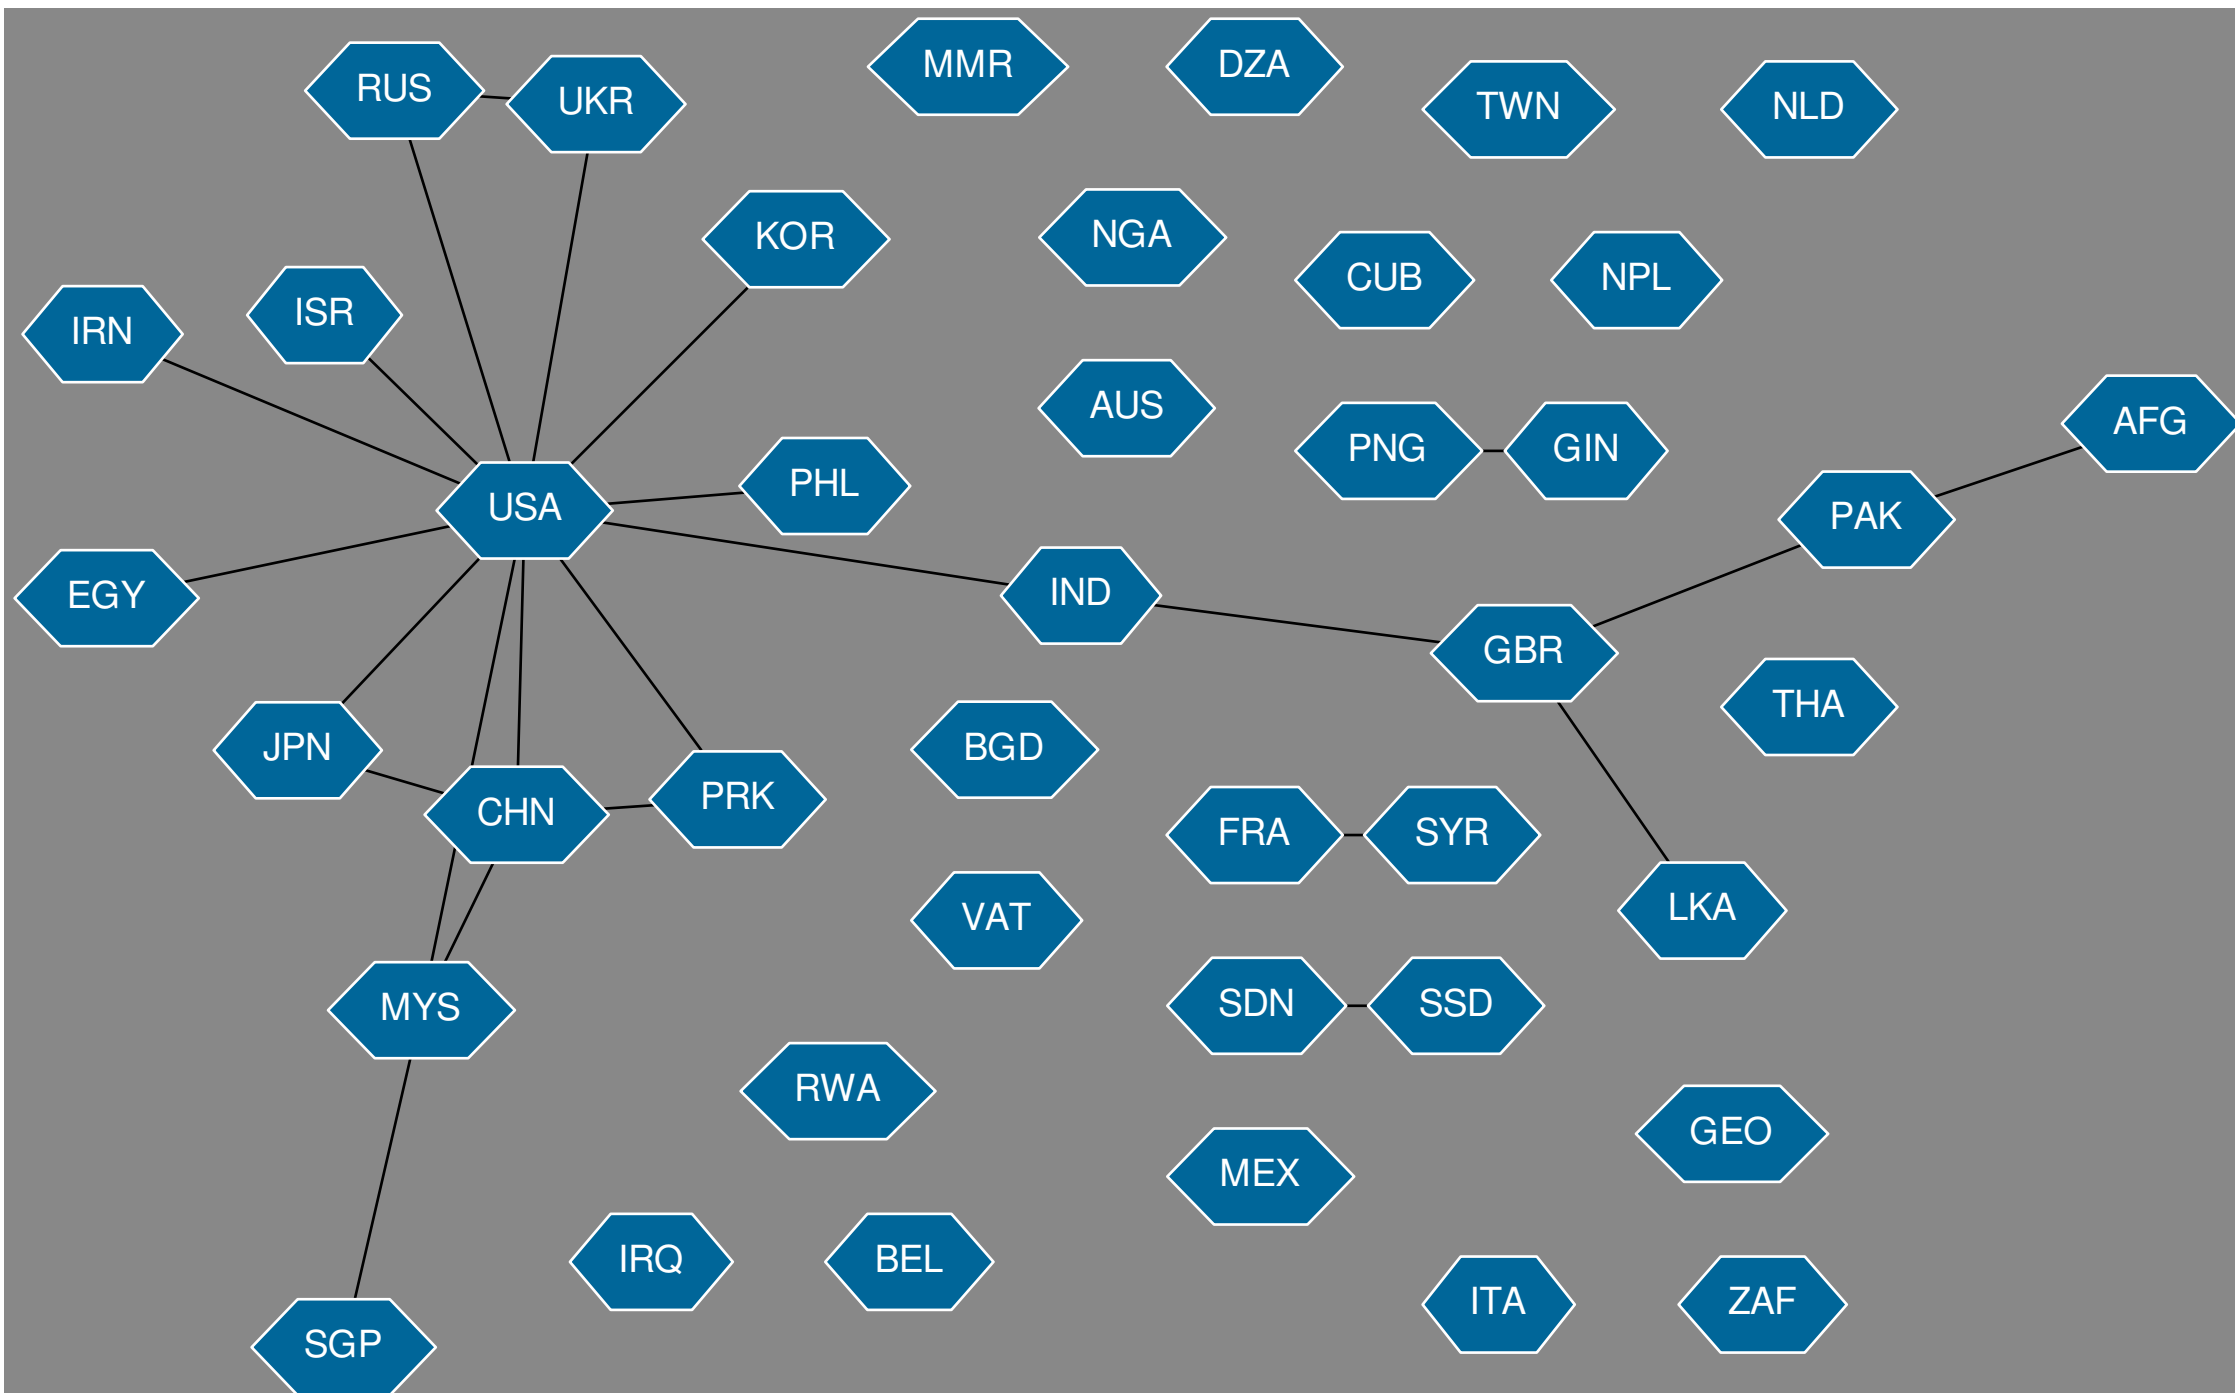 MMR
DZA
RUS
UKR
TWN
NLD
KOR
NGA
CUB
NPL
ISR
IRN
AUS
AFG
PNG
GIN
PHL
USA
PAK
EGY
IND
GBR
THA
JPN
BGD
PRK
CHN
FRA
SYR
LKA
VAT
SDN
SSD
MYS
RWA
GEO
MEX
IRQ
BEL
ITA
ZAF
SGP